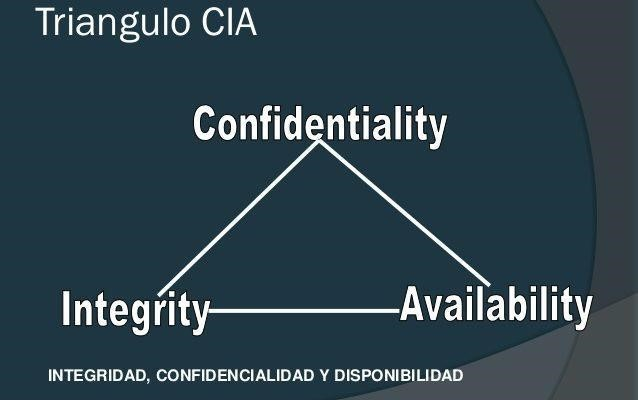 Triangulo CIA
Confidentiality
Integrity
Availability
INTEGRIDAD, CONFIDENCIALIDAD Y DISPONIBILIDAD